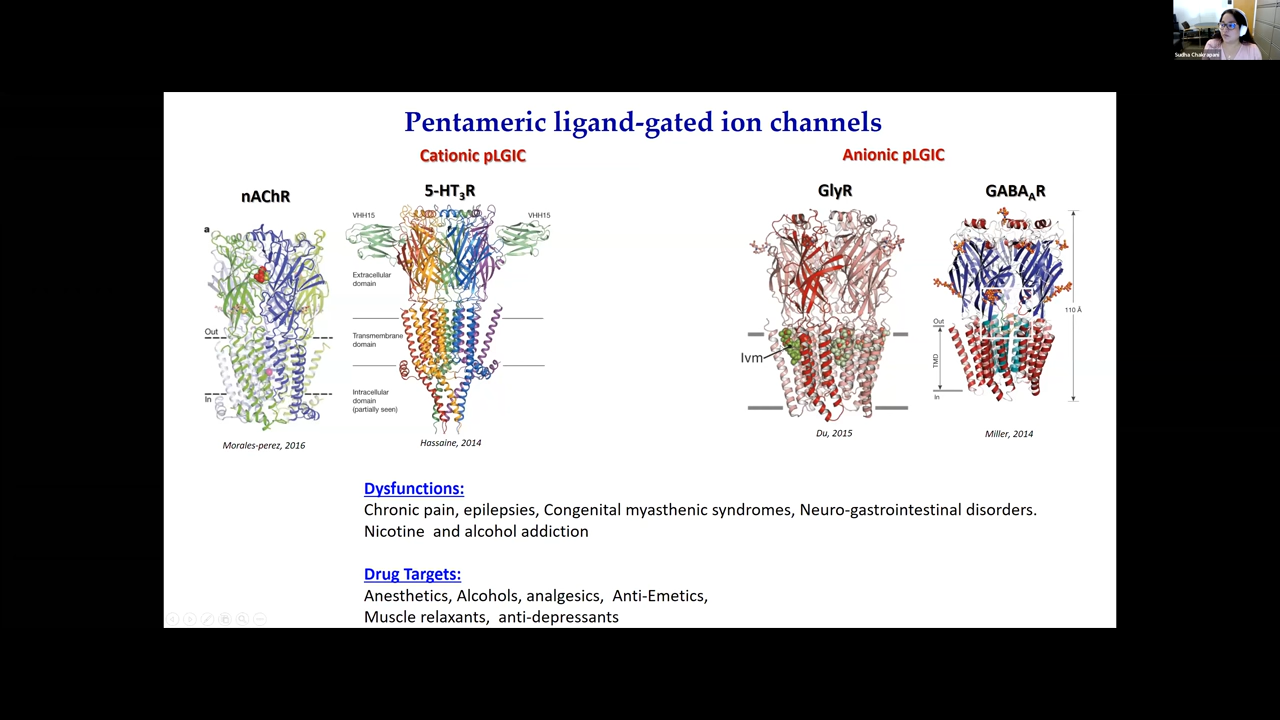 Sudha Chakrapani
Pentameric ligand-gated ion channels
Cationic pLGIC
Anionic pLGIC
nAChR
5-HT3R
GlyR
GABAAR
a
Out
In
Morales-perez, 2016
VHH15
VHH15
Extracellular
domain
Transmembrane
domain
Intracellular
domain
(partially seen)
Hassaine, 2014
Ivm
Du, 2015
Out
TMD
In
110 Å
Miller, 2014
Dysfunctions:
Chronic pain, epilepsies, Congenital myasthenic syndromes, Neuro-gastrointestinal disorders.
Nicotine and alcohol addiction
Drug Targets:
Anesthetics, Alcohols, analgesics, Anti-Emetics,
Muscle relaxants, anti-depressants